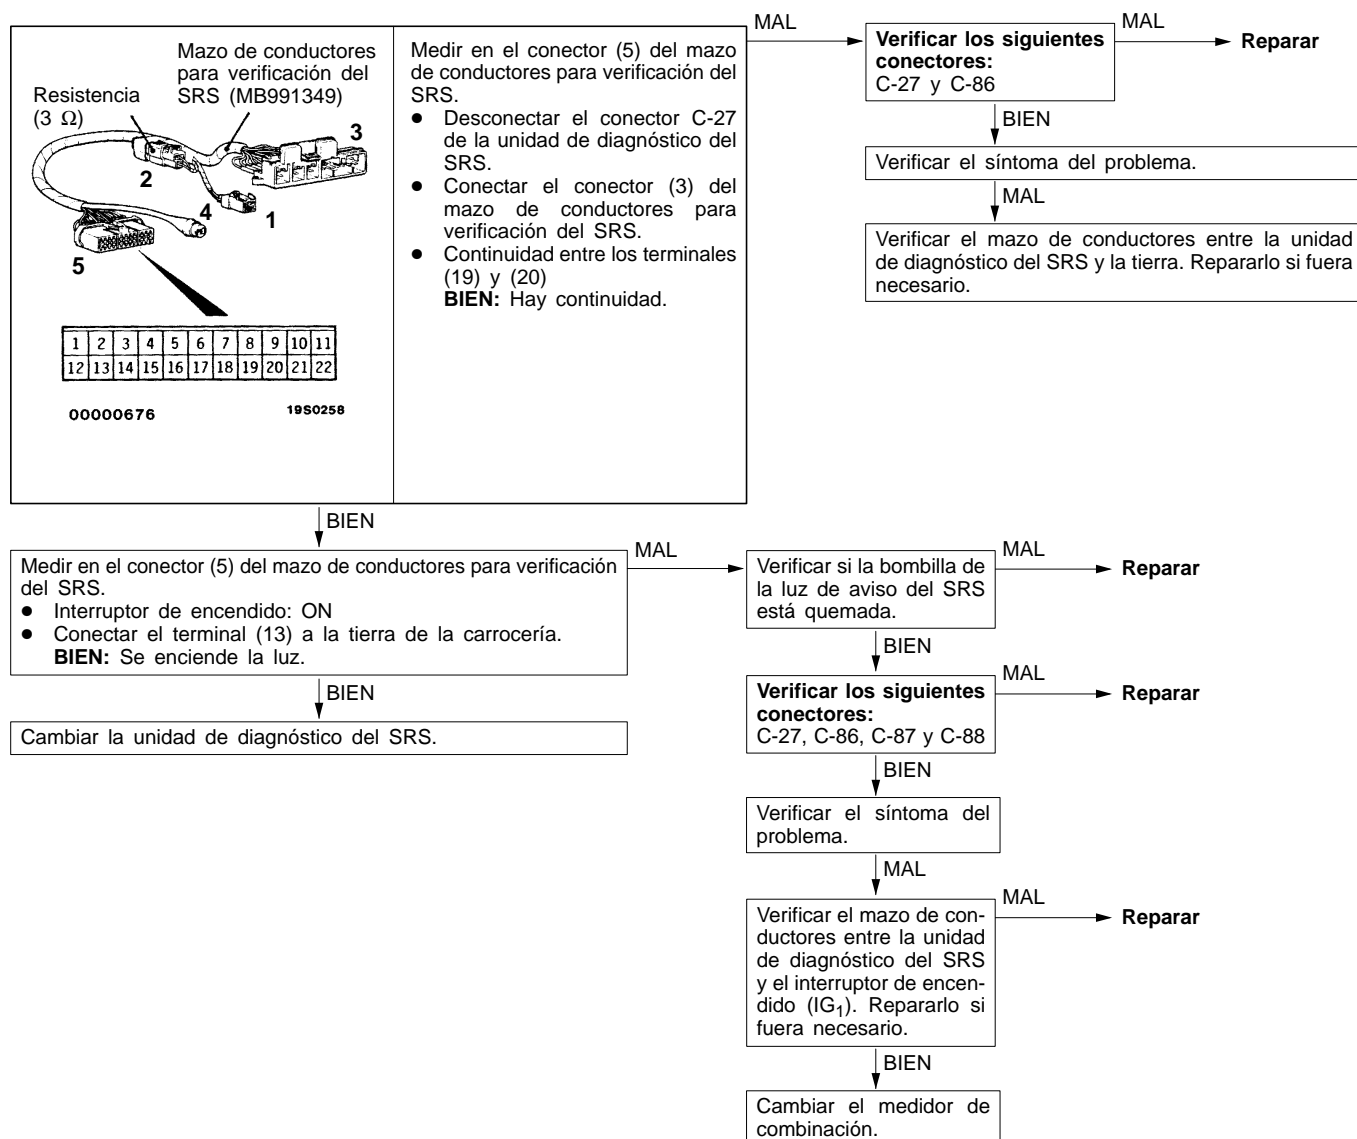 Mazo de conductores
para verificación del
SRS (MB991349)
Resistencia
(3 Ω)
3
2
4
1
5
1 2 3 4 5 6 7 8 9 10 11
12 13 14 15 16 17 18 19 20 21 22
00000676
19S0258
Medir en el conector (5) del mazo
de conductores para verificación del
SRS.
● Desconectar el conector C-27
de la unidad de diagnóstico del
SRS.
● Conectar el conector (3) del
mazo de conductores para
verificación del SRS.
● Continuidad entre los terminales
(19) y (20)
BIEN: Hay continuidad.
MAL
Verificar los siguientes
conectores:
C-27 y C-86
MAL
Reparar
BIEN
Verificar el síntoma del problema.
MAL
Verificar el mazo de conductores entre la unidad
de diagnóstico del SRS y la tierra. Repararlo si fuera
necesario.
BIEN
Medir en el conector (5) del mazo de conductores para verificación
del SRS.
● Interruptor de encendido: ON
● Conectar el terminal (13) a la tierra de la carrocería.
BIEN: Se enciende la luz.
BIEN
Cambiar la unidad de diagnóstico del SRS.
MAL
Verificar si la bombilla de
la luz de aviso del SRS
está quemada.
MAL
Reparar
BIEN
Verificar los siguientes
conectores:
C-27, C-86, C-87 y C-88
MAL
Reparar
BIEN
Verificar el síntoma del
problema.
MAL
Verificar el mazo de con-
ductores entre la unidad
de diagnóstico del SRS
y el interruptor de encen-
dido (IG1). Repararlo si
fuera necesario.
MAL
Reparar
BIEN
Cambiar el medidor de
combinación.